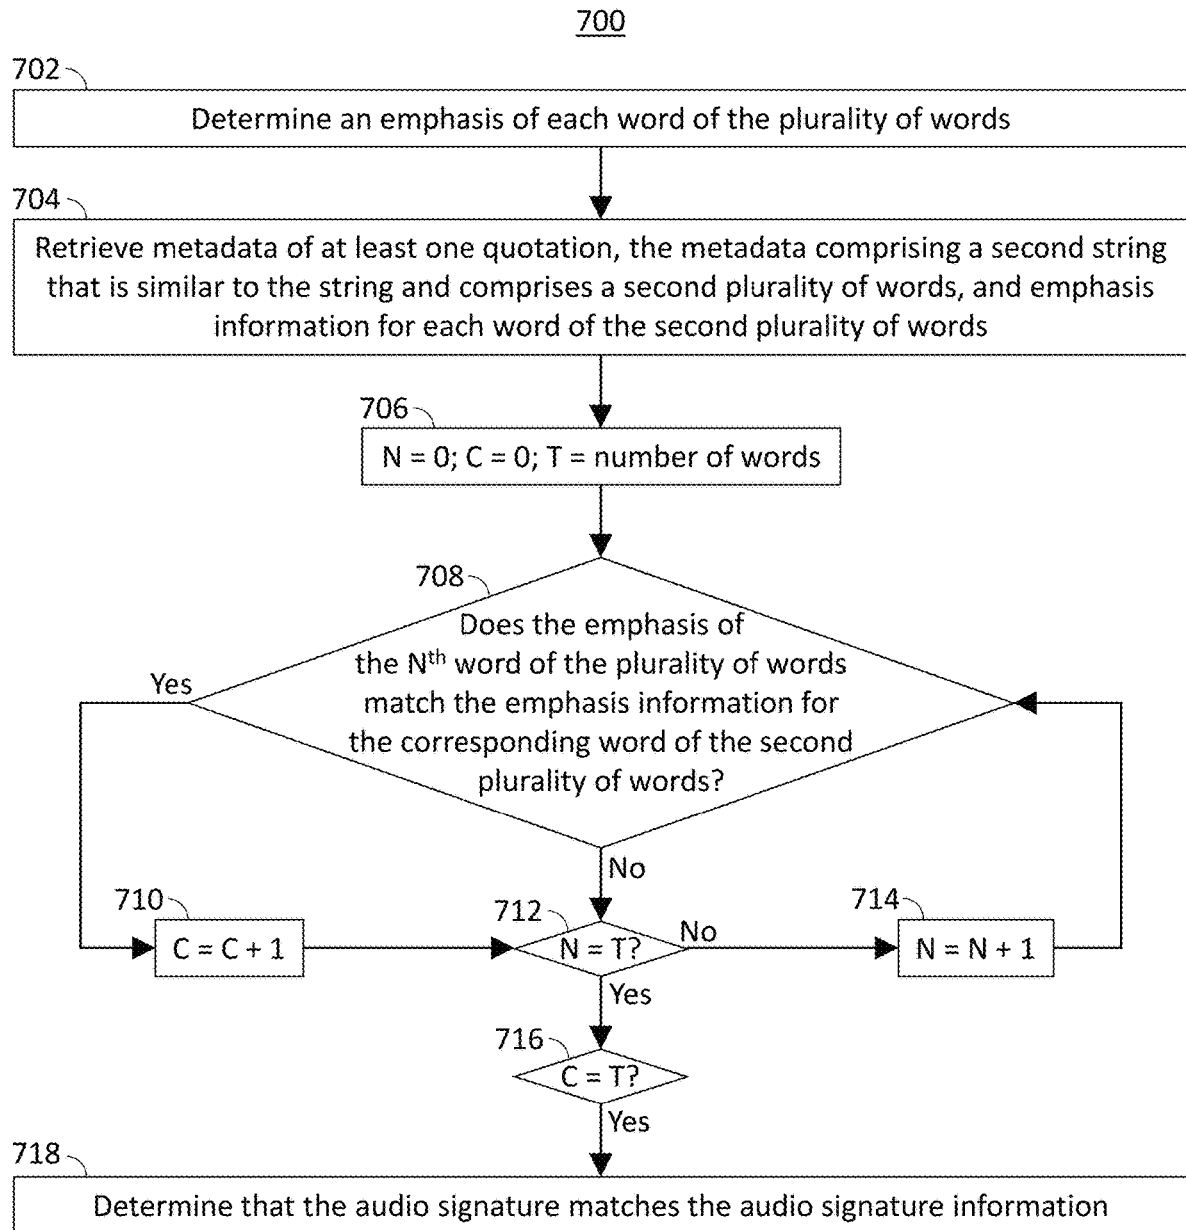 700
702
Determine an emphasis of each word of the plurality of words
704
Retrieve metadata of at least one quotation, the metadata comprising a second string
that is similar to the string and comprises a second plurality of words, and emphasis
information for each word of the second plurality of words
706
N = 0; C = 0; T = number of words
708
Does the emphasis of
the Nth word of the plurality of words
match the emphasis information for
the corresponding word of the second
plurality of words?
Yes
No
710
C = C + 1
712
N = T?
No
714
N = N + 1
Yes
716
C = T?
Yes
718
Determine that the audio signature matches the audio signature information